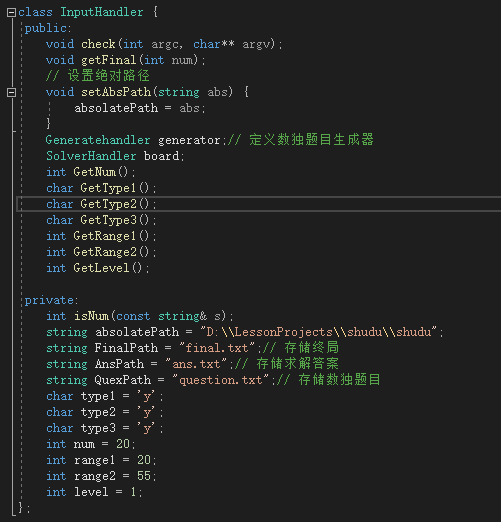 class InputHandler {
public:
void check(int argc, char** argv);
void getFinal(int num);
// 设置绝对路径
void setAbsPath(string abs) {
absolatePath = abs;
}
Generatehandler generator;// 定义数独题目生成器
SolverHandler board;
int GetNum();
char GetType1();
char GetType2();
char GetType3();
int GetRange1();
int GetRange2();
int GetLevel();
private:
int isNum(const string& s);
string absolatePath = "D:\\LessonProjects\\shudu\\shudu";
string FinalPath = "final.txt";// 存储终局
string AnsPath = "ans.txt";// 存储求解答案
string QuexPath = "question.txt";// 存储数独题目
char type1 = 'y';
char type2 = 'y';
char type3 = 'y';
int num = 20;
int range1 = 20;
int range2 = 55;
int level = 1;
};